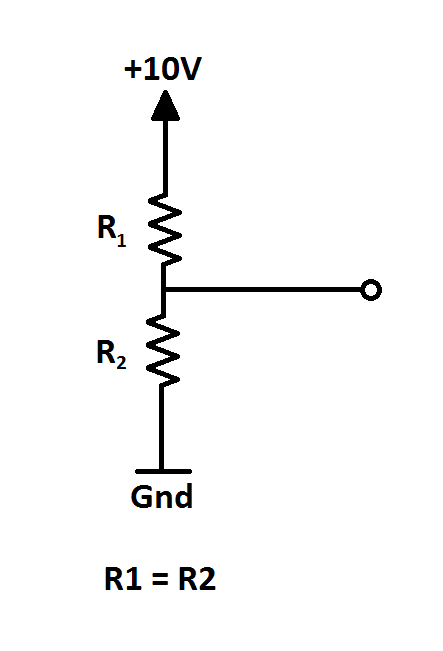 +10V
R₁
R₂
Gnd
R1 = R2